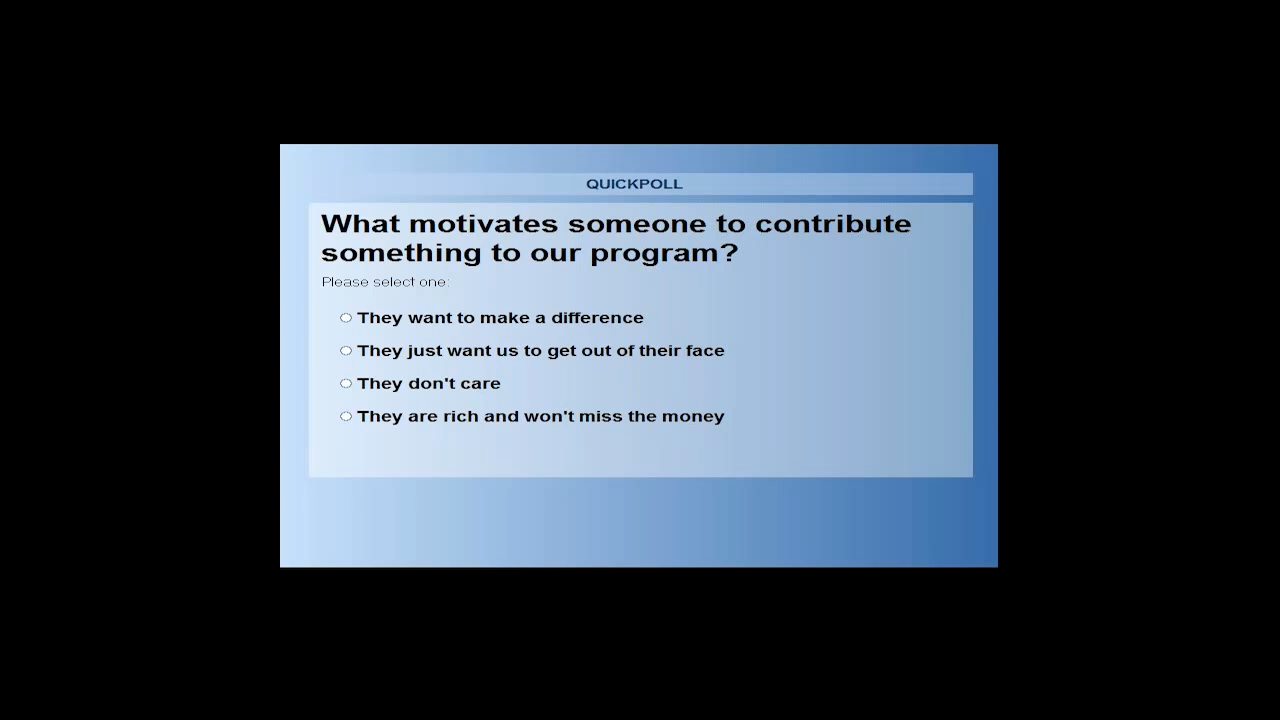 QUICKPOLL
What motivates someone to contribute
something to our program?
Please select one:
They want to make a difference
They just want us to get out of their face
They don't care
They are rich and won't miss the money